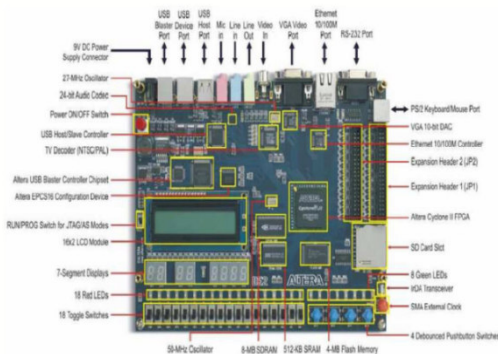 9V DC Power
Supply Connector
USB
Blaster
Port
USB
Device
Port
USB
Host
Port
Mic
in
Line
in
Line
Out
Video
In
VGA Video
Port
Ethernet
10/100M
Port
RS-232 Port
27-MHz Oscillator
24-bit Audio Codec
Power ON/OFF Switch
USB Host/Slave Controller
TV Decoder (NTSC/PAL)
Altera USB Blaster Controller Chipset
Altera EPCS16 Configuration Device
RUN/PROG Switch for JTAG/AS Modes
16x2 LCD Module
7-Segment Displays
18 Red LEDs
18 Toggle Switches
PS/2 Keyboard/Mouse Port
VGA 10-bit DAC
Ethernet 10/100M Controller
Expansion Header 2 (JP2)
Expansion Header 1 (JP1)
Altera Cyclone II FPGA
SD Card Slot
8 Green LEDs
IrDA Transceiver
SMA External Clock
4 Debounced Pushbutton Switches
50-MHz Oscillator
8-MB SDRAM
512-KB SRAM
4-MB Flash Memory
ALTERA